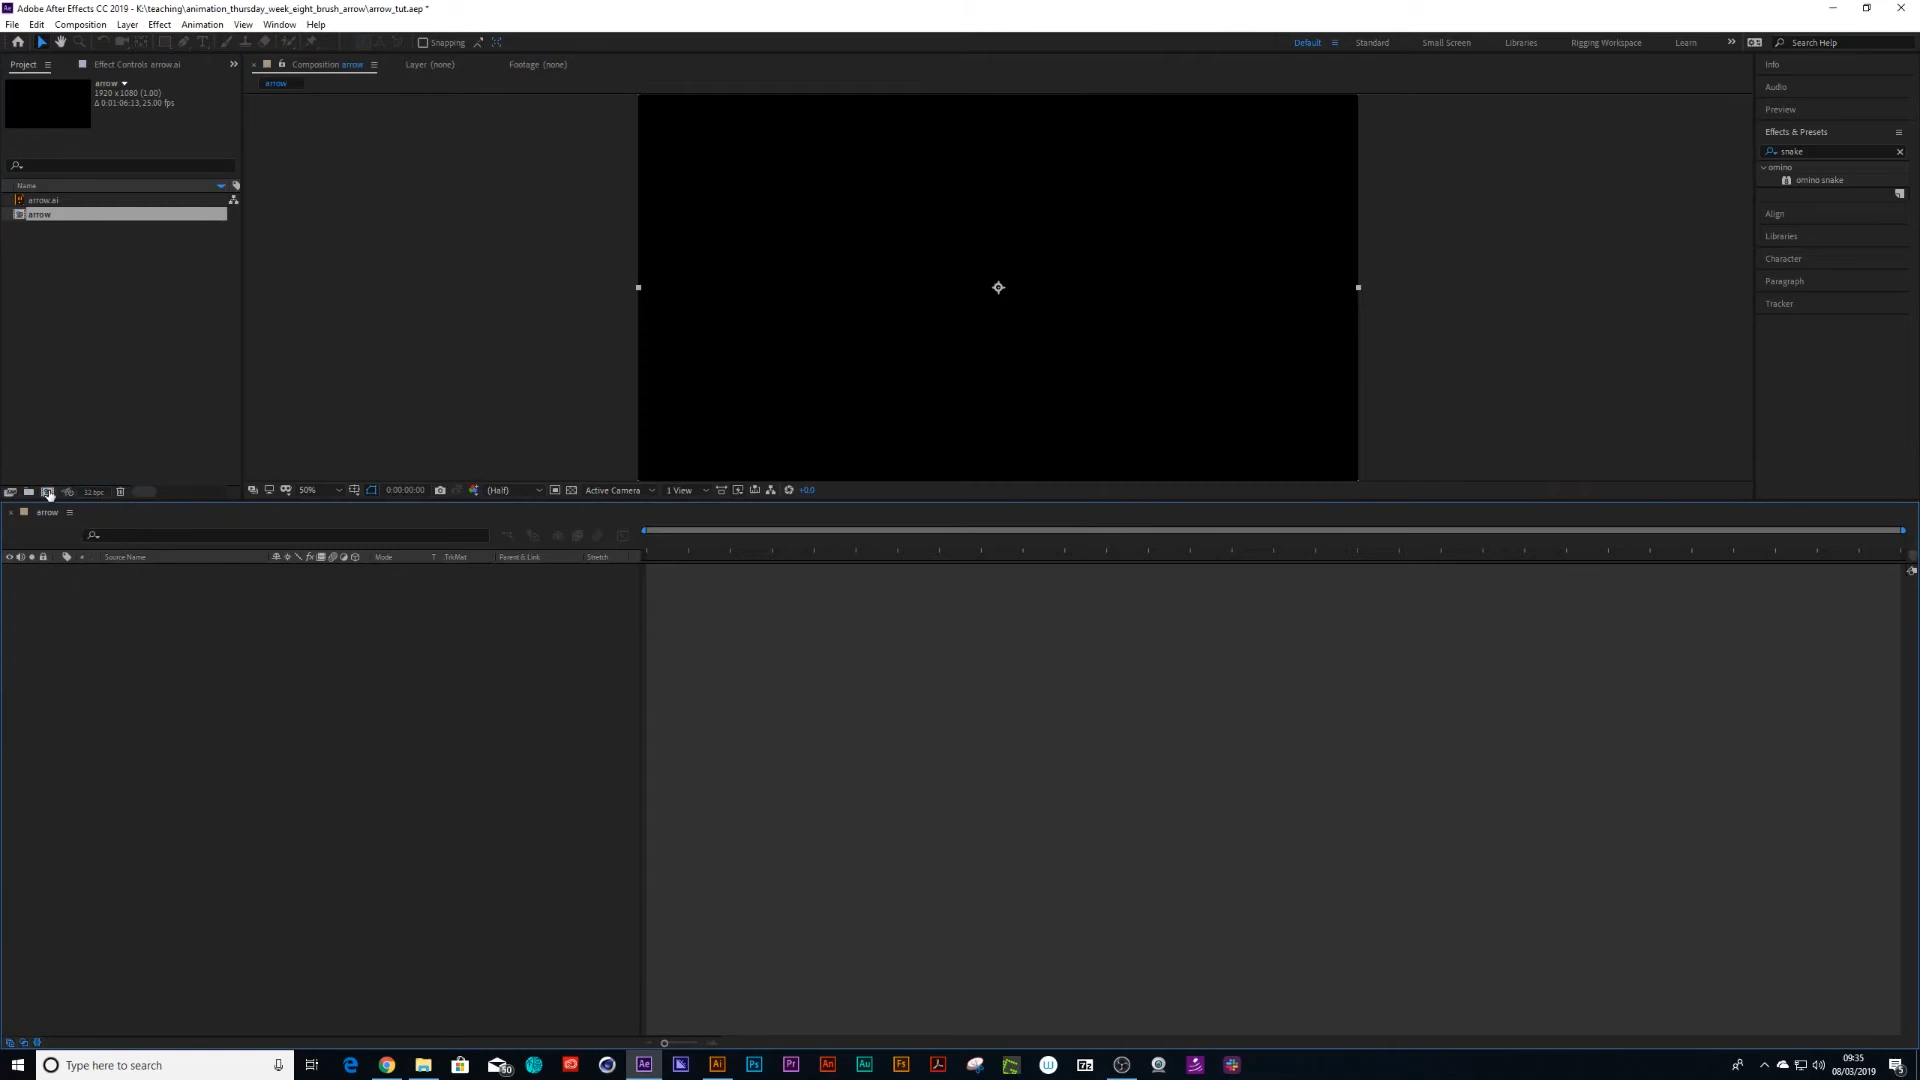 Adobe After Effects CC 2019 - K:\teaching\animation_thursday_week_eight_brush_arrow\arrow_tut.aep *
File Edit Composition Layer Effect Animation View Window Help
Snapping Default Standard Small Screen Libraries Rigging Workspace Learn Search Help
Project Effect Controls arrow.ai Composition arrow Layer (none) Footage (none) Info
arrow
arrow
1920 x 1080 (1.00)
Δ 0:01:06:13, 25.00 fps
Audio
Preview
Effects & Presets
snake
omino
omino snake
Align
Libraries
Character
Paragraph
Tracker
Name
arrow.ai
arrow
32 bpc 50% 0:00:00:00 (Half) Active Camera 1 View +0.0
arrow
Source Name Mode T .TrkMat Parent & Link Stretch
Type here to search
09:35
08/03/2019